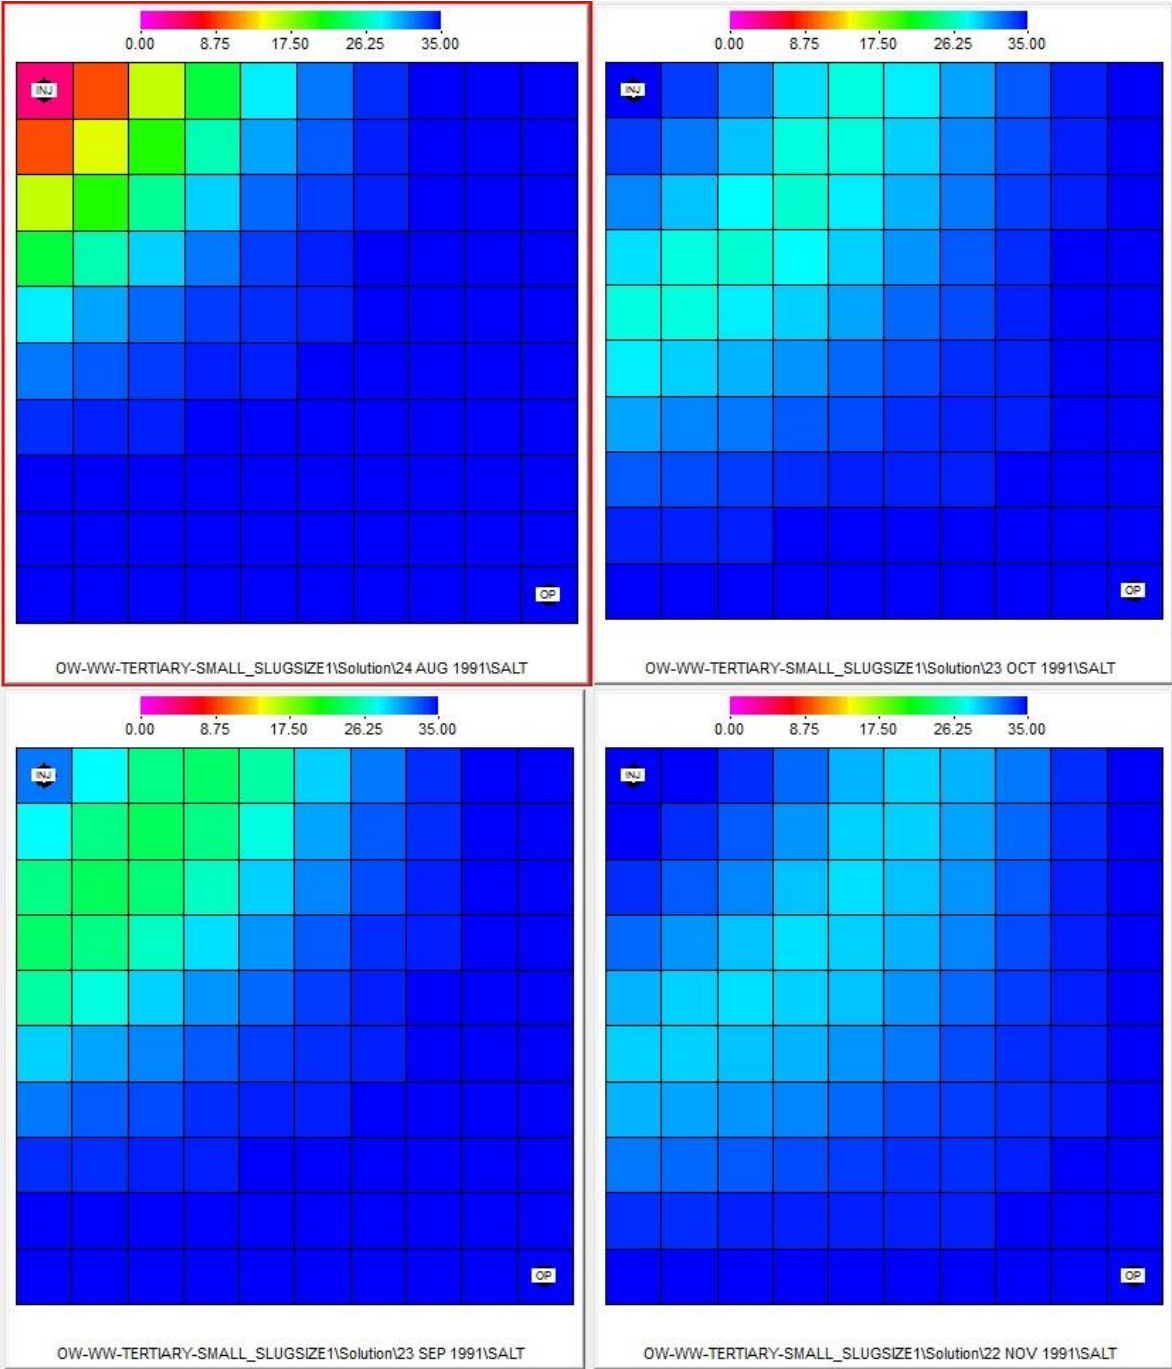 0.00 8.75 17.50 26.25 35.00
INJ
OP
OW-WW-TERTIARY-SMALL_SLUGSIZE1\Solution\24 AUG 1991\SALT
0.00 8.75 17.50 26.25 35.00
INJ
OP
OW-WW-TERTIARY-SMALL_SLUGSIZE1\Solution\23 OCT 1991\SALT
0.00 8.75 17.50 26.25 35.00
INJ
OP
OW-WW-TERTIARY-SMALL_SLUGSIZE1\Solution\23 SEP 1991\SALT
0.00 8.75 17.50 26.25 35.00
INJ
OP
OW-WW-TERTIARY-SMALL_SLUGSIZE1\Solution\22 NOV 1991\SALT